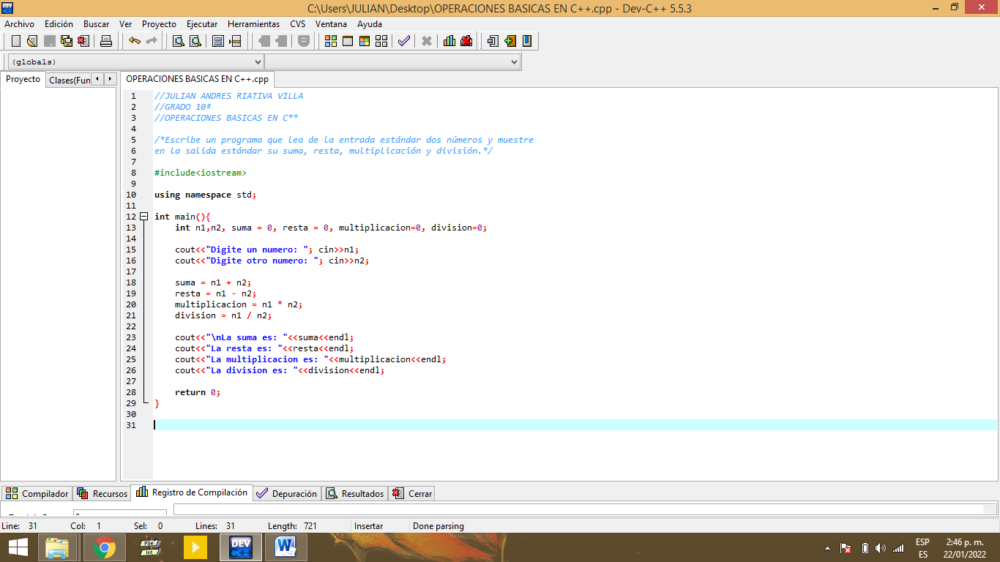 C:\Users\JULIAN\Desktop\OPERACIONES BASICAS EN C++.cpp - Dev-C++ 5.5.3
Archivo Edición Buscar Ver Proyecto Ejecutar Herramientas CVS Ventana Ayuda
(globals)
Proyecto Clases(Fun OPERACIONES BASICAS EN C++.cpp
1 //JULIAN ANDRES RIATIVA VILLA
2 //GRADO 10ª
3 //OPERACIONES BASICAS EN C**
4
5 /*Escribe un programa que lea de la entrada estándar dos números y muestre
6 en la salida estándar su suma, resta, multiplicación y división.*/
7
8 #include<iostream>
9
10 using namespace std;
11
12 int main(){
13 int n1,n2, suma = 0, resta = 0, multiplicacion=0, division=0;
14
15 cout<<"Digite un numero: "; cin>>n1;
16 cout<<"Digite otro numero: "; cin>>n2;
17
18 suma = n1 + n2;
19 resta = n1 - n2;
20 multiplicacion = n1 * n2;
21 division = n1 / n2;
22
23 cout<<"\nLa suma es: "<<suma<<endl;
24 cout<<"La resta es: "<<resta<<endl;
25 cout<<"La multiplicacion es: "<<multiplicacion<<endl;
26 cout<<"La division es: "<<division<<endl;
27
28 return 0;
29 }
30
31
Compilador Recursos Registro de Compilación Depuración Resultados Cerrar
Line: 31 Col: 1 Sel: 0 Lines: 31 Length: 721 Insertar Done parsing
PSe Int DEV C++ W ESP 2:46 p. m.
ES 22/01/2022